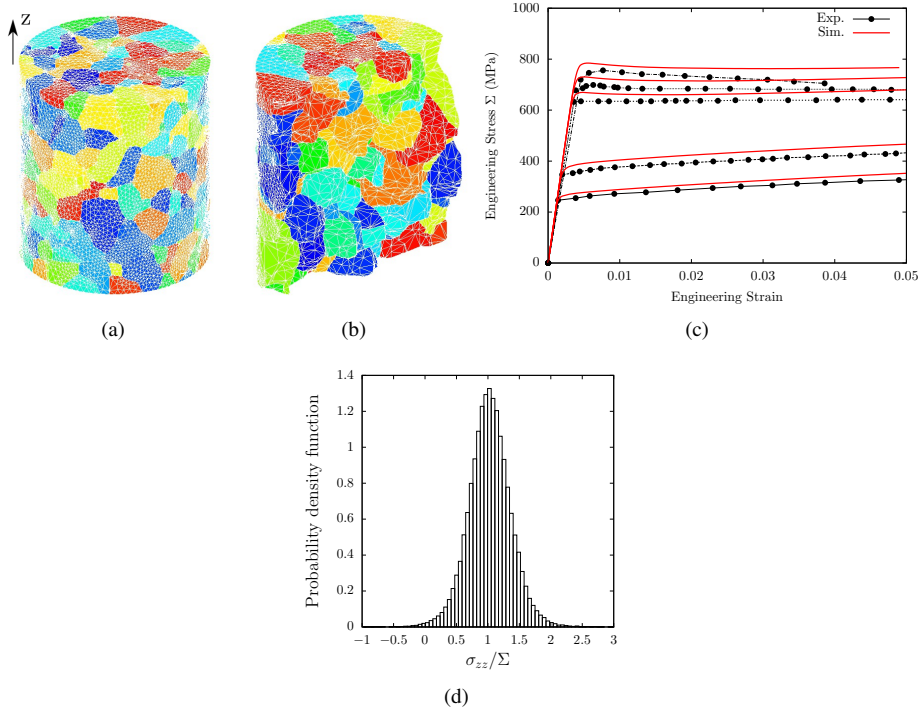 Z
(a)
(b)
Engineering Stress Σ (MPa)
1000
800
600
400
200
0
0
0.01
0.02
0.03
0.04
0.05
Engineering Strain
Exp.
Sim.
(c)
Probability density function
1.4
1.2
1
0.8
0.6
0.4
0.2
0
−1
−0.5
0
0.5
1
1.5
2
2.5
3
σzz/Σ
(d)